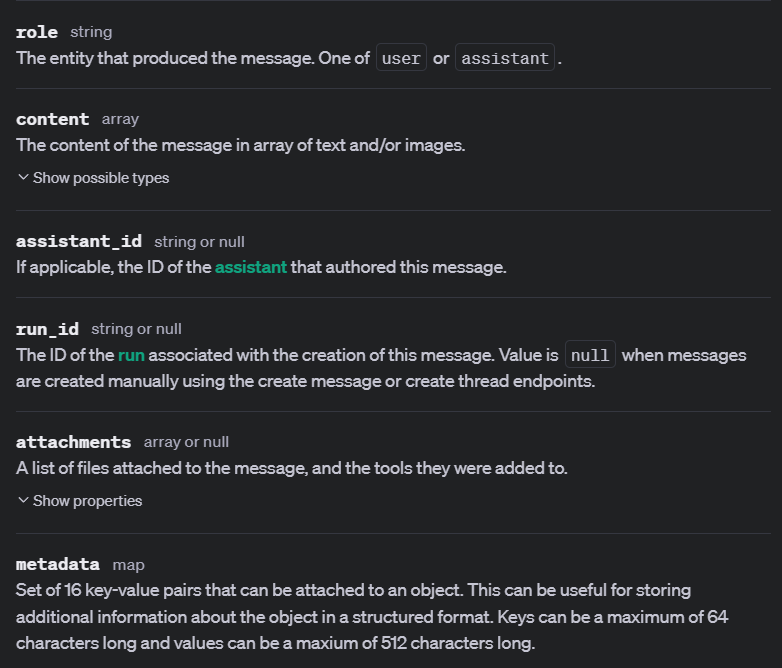 role string
The entity that produced the message. One of user or assistant.
content array
The content of the message in array of text and/or images.
Show possible types
assistant_id string or null
If applicable, the ID of the assistant that authored this message.
run_id string or null
The ID of the run associated with the creation of this message. Value is null when messages
are created manually using the create message or create thread endpoints.
attachments array or null
A list of files attached to the message, and the tools they were added to.
Show properties
metadata map
Set of 16 key-value pairs that can be attached to an object. This can be useful for storing
additional information about the object in a structured format. Keys can be a maximum of 64
characters long and values can be a maxium of 512 characters long.